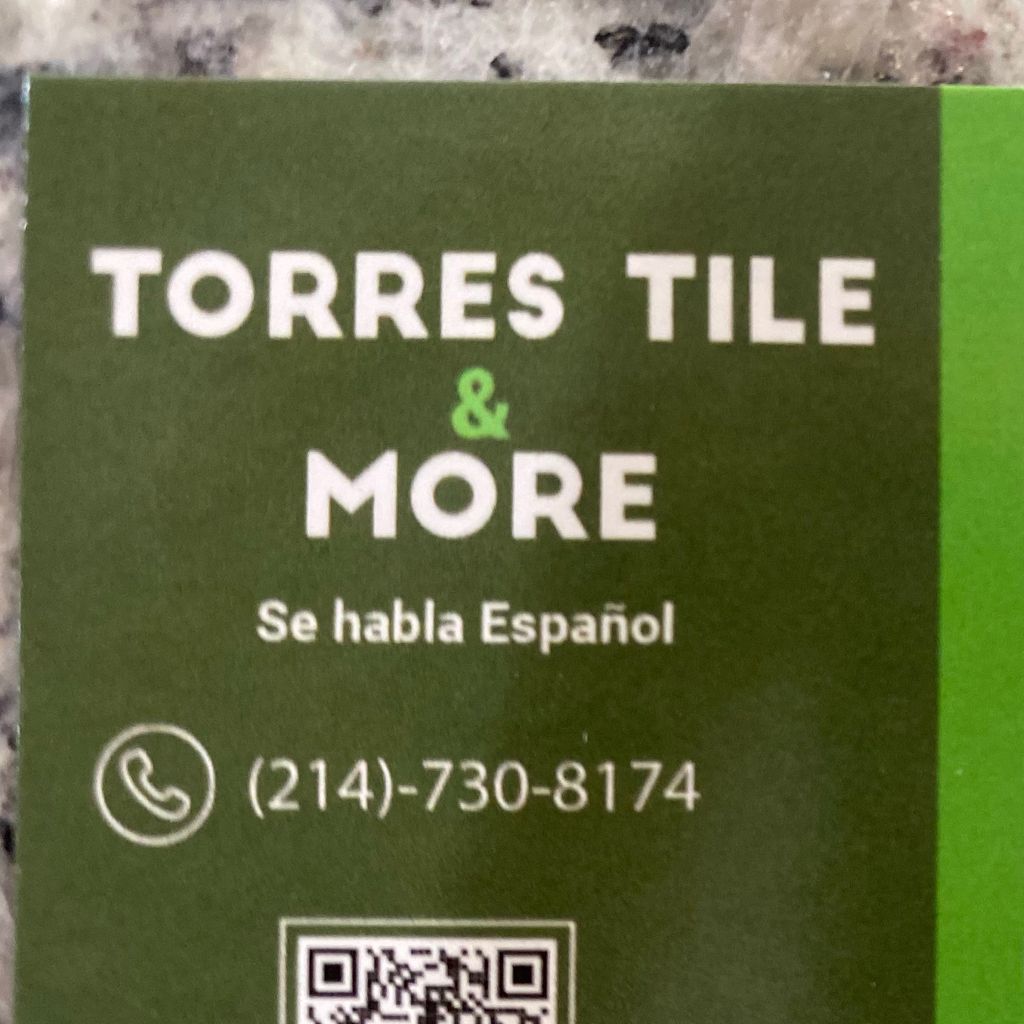 TORRES TILE
&
MORE
Se habla Español
(214)-730-8174